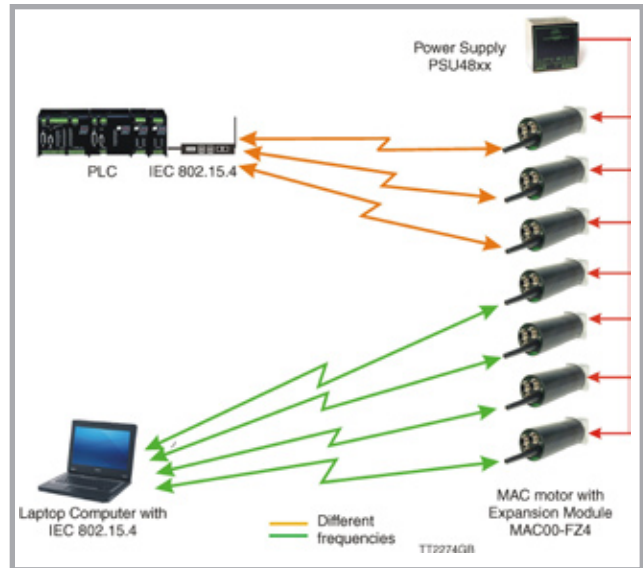 Power Supply
PSU48xx
PLC
IEC 802.15.4
Laptop Computer with
IEC 802.15.4
Different
frequencies
MAC motor with
Expansion Module
MAC00-FZ4
TT2274GB